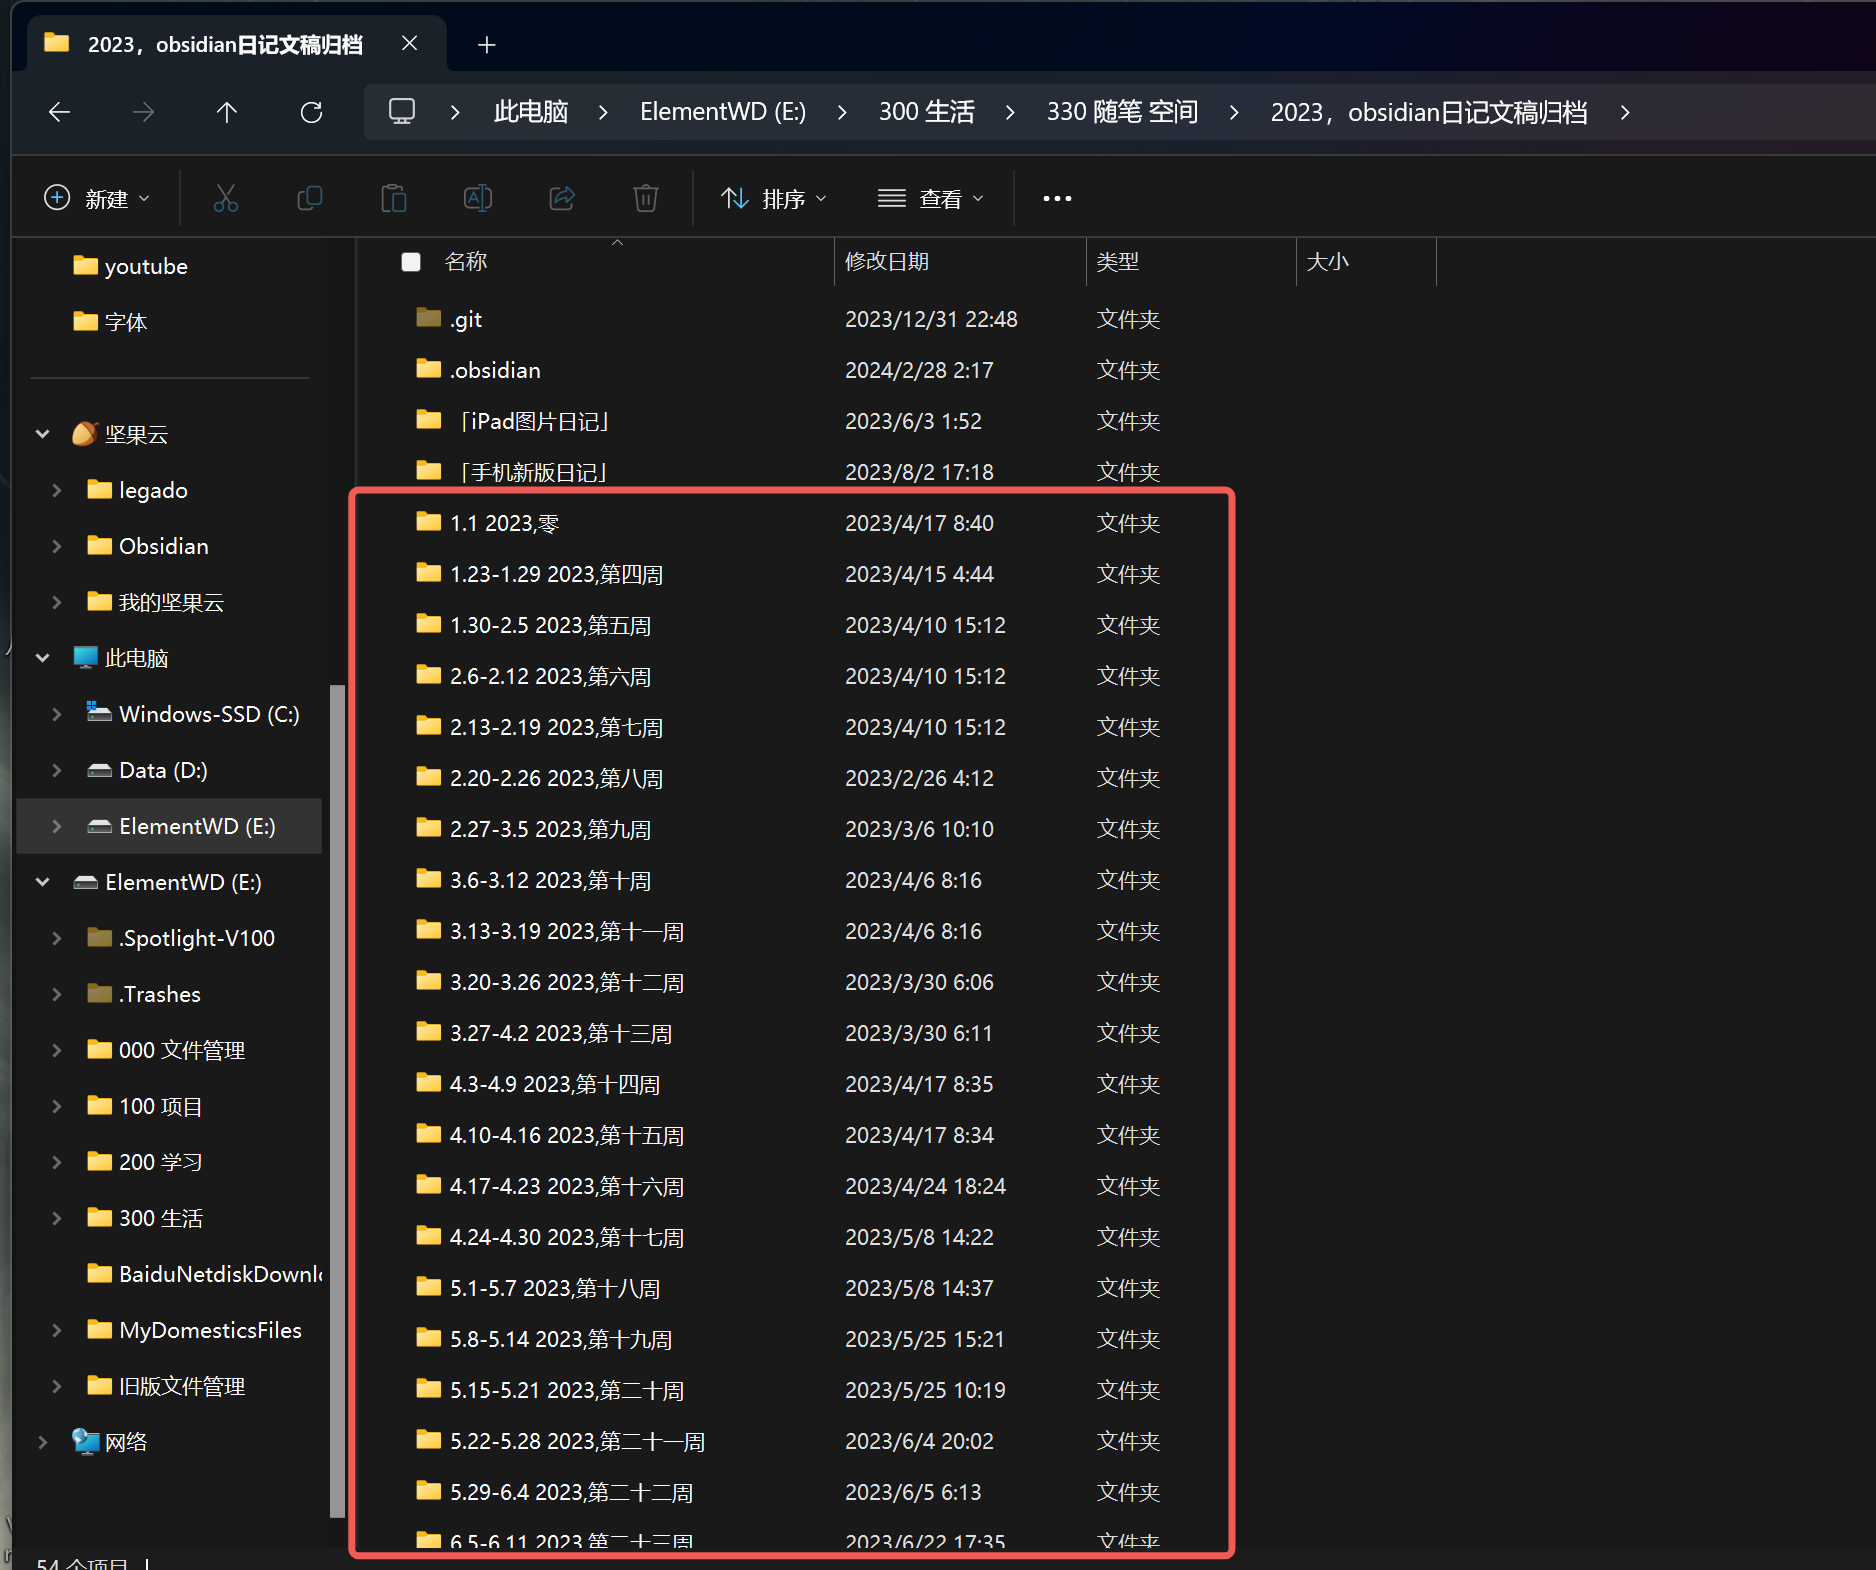 2023，obsidian日记文稿归档
此电脑 ElementWD (E:) 300 生活 330 随笔 空间 2023，obsidian日记文稿归档
新建 排序 查看
youtube
字体
坚果云
legado
Obsidian
我的坚果云
此电脑
Windows-SSD (C:)
Data (D:)
ElementWD (E:)
ElementWD (E:)
.Spotlight-V100
.Trashes
000 文件管理
100 项目
200 学习
300 生活
BaiduNetdiskDownl
MyDomesticsFiles
旧版文件管理
网络
名称 修改日期 类型 大小
.git 2023/12/31 22:48 文件夹
.obsidian 2024/2/28 2:17 文件夹
「iPad图片日记」 2023/6/3 1:52 文件夹
「手机新版日记」 2023/8/2 17:18 文件夹
1.1 2023,零 2023/4/17 8:40 文件夹
1.23-1.29 2023,第四周 2023/4/15 4:44 文件夹
1.30-2.5 2023,第五周 2023/4/10 15:12 文件夹
2.6-2.12 2023,第六周 2023/4/10 15:12 文件夹
2.13-2.19 2023,第七周 2023/4/10 15:12 文件夹
2.20-2.26 2023,第八周 2023/2/26 4:12 文件夹
2.27-3.5 2023,第九周 2023/3/6 10:10 文件夹
3.6-3.12 2023,第十周 2023/4/6 8:16 文件夹
3.13-3.19 2023,第十一周 2023/4/6 8:16 文件夹
3.20-3.26 2023,第十二周 2023/3/30 6:06 文件夹
3.27-4.2 2023,第十三周 2023/3/30 6:11 文件夹
4.3-4.9 2023,第十四周 2023/4/17 8:35 文件夹
4.10-4.16 2023,第十五周 2023/4/17 8:34 文件夹
4.17-4.23 2023,第十六周 2023/4/24 18:24 文件夹
4.24-4.30 2023,第十七周 2023/5/8 14:22 文件夹
5.1-5.7 2023,第十八周 2023/5/8 14:37 文件夹
5.8-5.14 2023,第十九周 2023/5/25 15:21 文件夹
5.15-5.21 2023,第二十周 2023/5/25 10:19 文件夹
5.22-5.28 2023,第二十一周 2023/6/4 20:02 文件夹
5.29-6.4 2023,第二十二周 2023/6/5 6:13 文件夹
6.5-6.11 2023,第二十三周 2023/6/22 17:35 文件夹
54 个项目